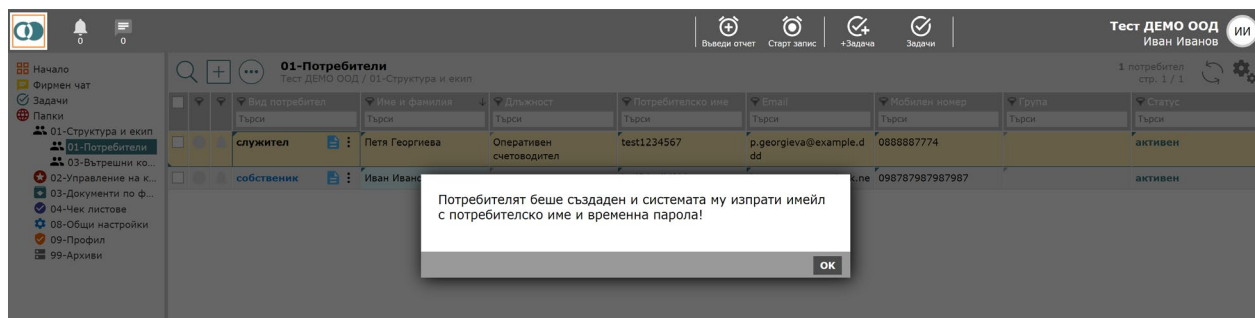 0
0
Въведи отчет
Старт запис
+Задача
Задачи
Тест ДЕМО ООД
Иван Иванов
ИИ
Начало
Фирмен чат
Задачи
Папки
01-Структура и екип
01-Потребители
03-Вътрешни ко...
02-Управление на к...
03-Документи по ф...
04-Чек листове
08-Общи настройки
09-Профил
99-Архиви
01-Потребители
Тест ДЕМО ООД / 01-Структура и екип
1 потребител
стр. 1 / 1
Вид потребител Име и фамилия Длъжност Потребителско име Email Мобилен номер Група Статус
Търси Търси Търси Търси Търси Търси Търси Търси
служител Петя Георгиева Оперативен счетоводител test1234567 p.georgieva@example.d
dd 0888887774 активен
собственик Иван Ивано 098787987987987 активен
Потребителят беше създаден и системата му изпрати имейл
с потребителско име и временна парола!
OK